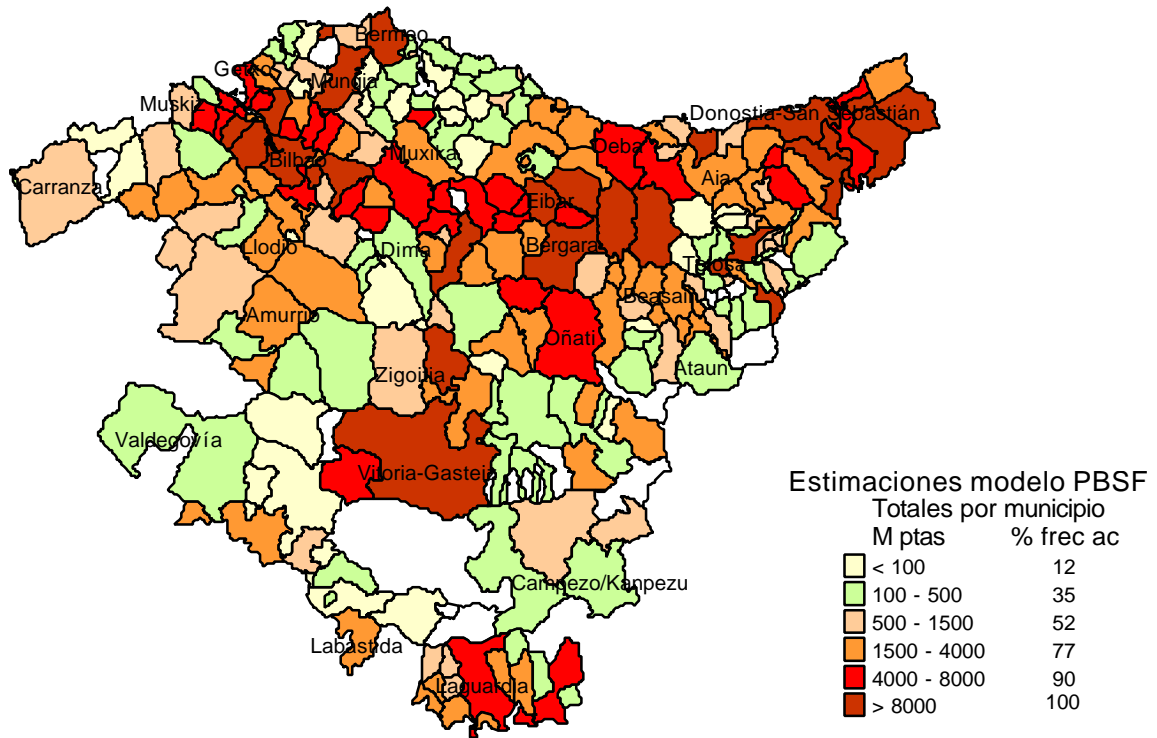 Bermeo
Getxo
Mungia
Muskiz
Donostia-San Sebastián
Bilbao
Muxika
Deba
Carranza
Aia
Eibar
Llodio
Dima
Bergara
Tolosa
Beasain
Amurrio
Oñati
Zigoitia
Ataun
Valdegovía
Vitoria-Gasteiz
Campezo/Kanpezu
Labastida
Laguardia
Estimaciones modelo PBSF
Totales por municipio
M ptas % frec ac
< 100 12
100 - 500 35
500 - 1500 52
1500 - 4000 77
4000 - 8000 90
> 8000 100